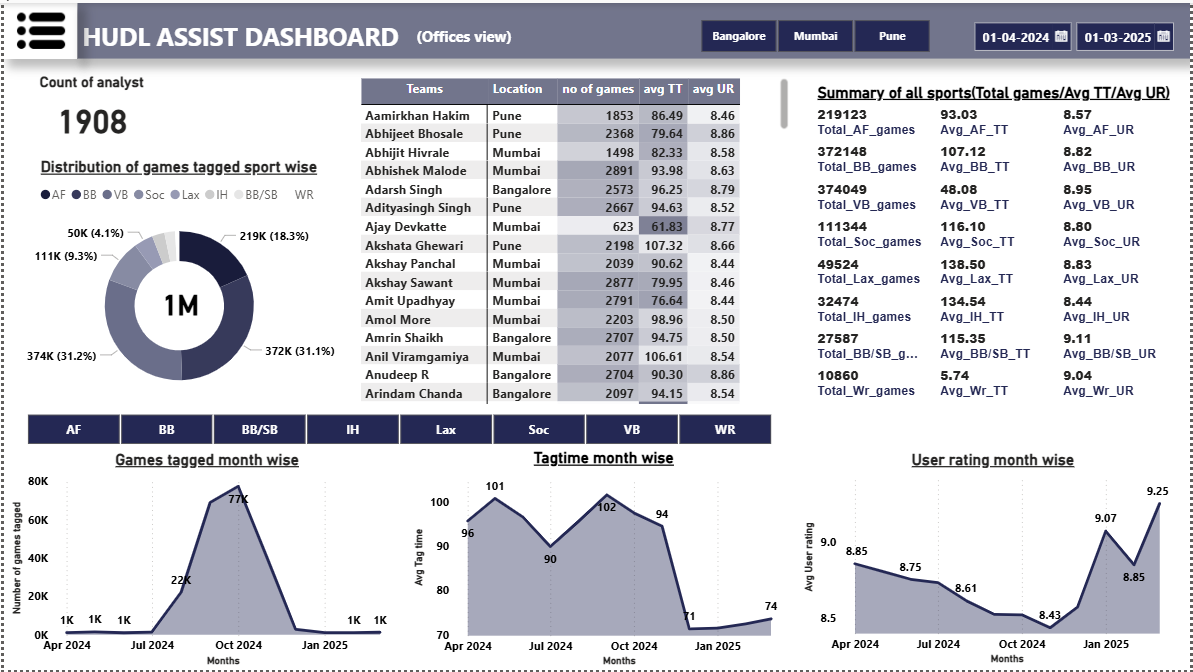 HUDL ASSIST DASHBOARD (Offices view)
Bangalore Mumbai Pune
01-04-2024 01-03-2025
Count of analyst
1908
Distribution of games tagged sport wise
AF BB VB Soc Lax IH BB/SB WR
50K (4.1%)
219K (18.3%)
111K (9.3%)
1M
374K (31.2%)
372K (31.1%)
Teams Location no of games avg TT avg UR
Aamirkhan Hakim Pune 1853 86.49 8.46
Abhijeet Bhosale Pune 2368 79.64 8.86
Abhijit Hivrale Mumbai 1498 82.33 8.58
Abhishek Malode Mumbai 2891 93.98 8.63
Adarsh Singh Bangalore 2573 96.25 8.79
Adityasingh Singh Pune 2667 94.63 8.52
Ajay Devkatte Mumbai 623 61.83 8.77
Akshata Ghewari Pune 2198 107.32 8.66
Akshay Panchal Mumbai 2039 90.62 8.44
Akshay Sawant Mumbai 2877 79.95 8.46
Amit Upadhyay Mumbai 2791 76.64 8.44
Amol More Mumbai 2203 98.96 8.50
Amrin Shaikh Bangalore 2707 94.75 8.50
Anil Viramgamiya Mumbai 2077 106.61 8.54
Anudeep R Bangalore 2704 90.30 8.86
Arindam Chanda Bangalore 2097 94.15 8.54
Summary of all sports(Total games/Avg TT/Avg UR)
219123 93.03 8.57
Total_AF_games Avg_AF_TT Avg_AF_UR
372148 107.12 8.82
Total_BB_games Avg_BB_TT Avg_BB_UR
374049 48.08 8.95
Total_VB_games Avg_VB_TT Avg_VB_UR
111344 116.10 8.80
Total_Soc_games Avg_Soc_TT Avg_Soc_UR
49524 138.50 8.83
Total_Lax_games Avg_Lax_TT Avg_Lax_UR
32474 134.54 8.44
Total_IH_games Avg_IH_TT Avg_IH_UR
27587 115.35 9.11
Total_BB/SB_g... Avg_BB/SB_TT Avg_BB/SB_UR
10860 5.74 9.04
Total_Wr_games Avg_Wr_TT Avg_Wr_UR
AF BB BB/SB IH Lax Soc VB WR
Games tagged month wise
Number of games tagged
80K
60K
40K
20K
0K
1K 1K 1K 22K 77K 1K 1K
Apr 2024 Jul 2024 Oct 2024 Jan 2025
Months
Tagtime month wise
Avg Tag time
100
90
80
70
96 101 90 102 94 71 74
Apr 2024 Jul 2024 Oct 2024 Jan 2025
Months
User rating month wise
Avg User rating
9.0
8.5
8.85 8.75 8.61 8.43 9.07 8.85 9.25
Apr 2024 Jul 2024 Oct 2024 Jan 2025
Months